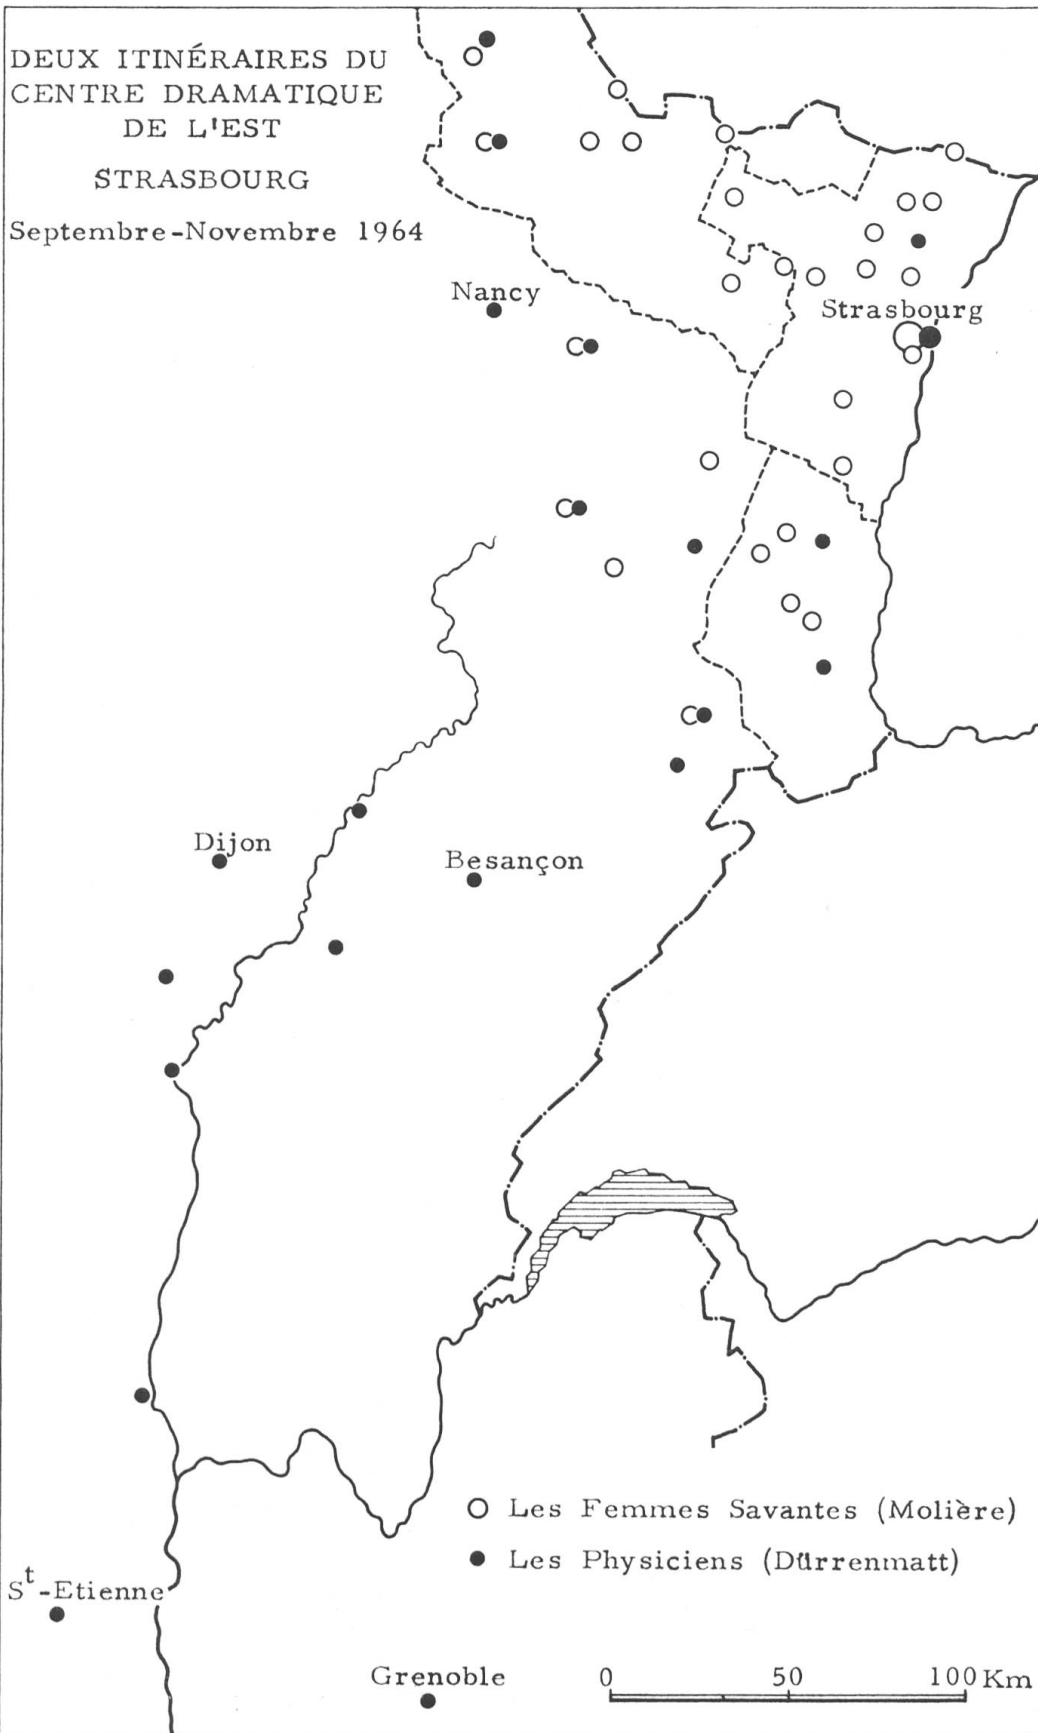 DEUX ITINÉRAIRES DU
CENTRE DRAMATIQUE
DE L'EST
STRASBOURG
Septembre-Novembre 1964
Nancy
Strasbourg
Dijon
Besançon
Les Femmes Savantes (Molière)
Les Physiciens (Dürrenmatt)
St-Etienne
Grenoble
0 50 100 Km